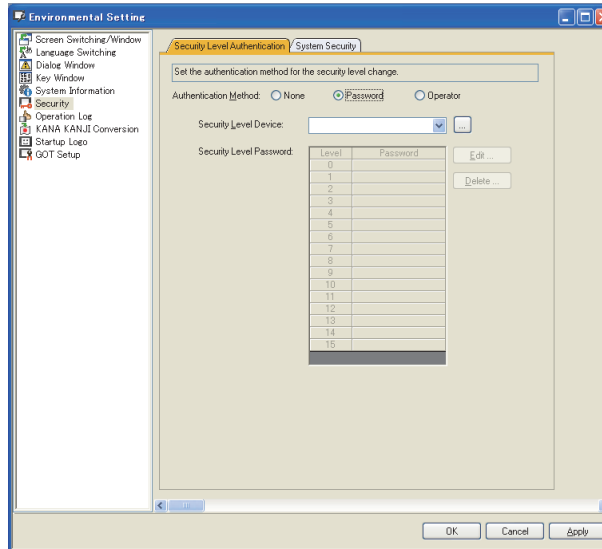 Environmental Setting
Screen Switching/Window
Language Switching
Dialog Window
Key Window
System Information
Security
Operation Log
KANA KANJI Conversion
Startup Logo
GOT Setup
Security Level Authentication System Security
Set the authentication method for the security level change.
Authentication Method: None Password Operator
Security Level Device: ...
Security Level Password: Level Password Edit ...
0
1 Delete ...
2
3
4
5
6
7
8
9
10
11
12
13
14
15
OK Cancel Apply